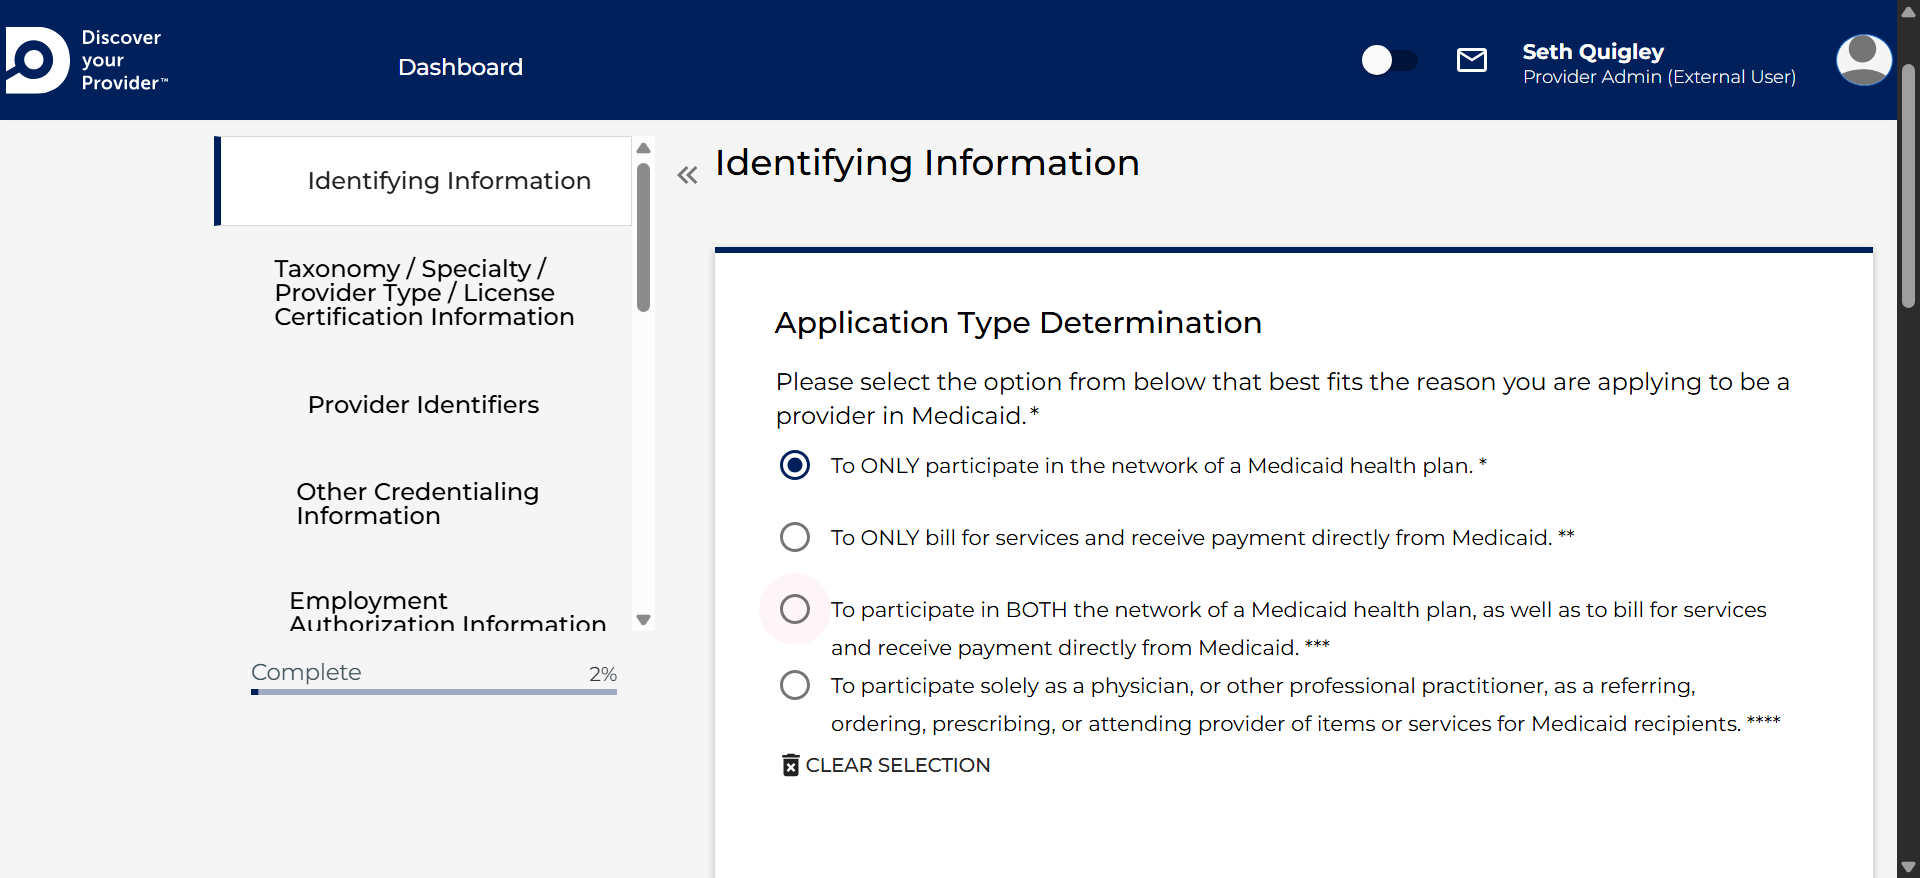 Discover
your
Provider™
Dashboard
Seth Quigley
Provider Admin (External User)
Identifying Information
Taxonomy / Specialty /
Provider Type / License
Certification Information
Provider Identifiers
Other Credentialing
Information
Employment
Authorization Information
Complete 2%
Identifying Information
Application Type Determination
Please select the option from below that best fits the reason you are applying to be a
provider in Medicaid. *
To ONLY participate in the network of a Medicaid health plan. *
To ONLY bill for services and receive payment directly from Medicaid. **
To participate in BOTH the network of a Medicaid health plan, as well as to bill for services
and receive payment directly from Medicaid. ***
To participate solely as a physician, or other professional practitioner, as a referring,
ordering, prescribing, or attending provider of items or services for Medicaid recipients. ****
CLEAR SELECTION